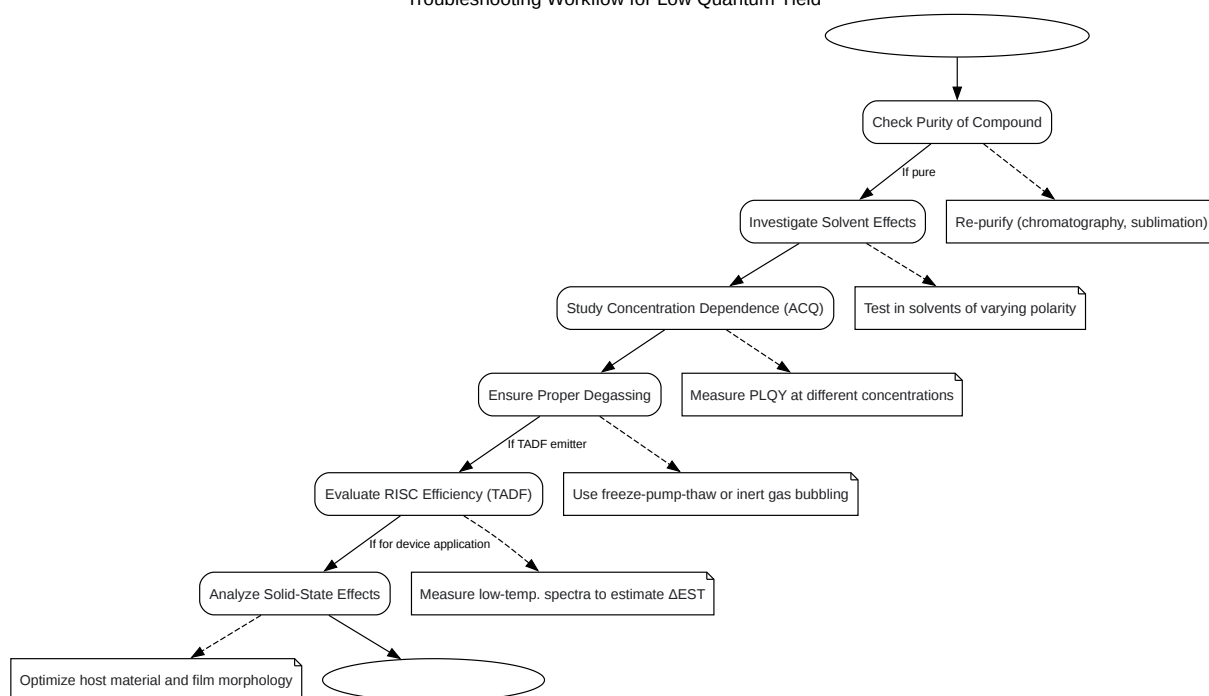 Troubleshooting Workflow for Low Quantum Yield
Check Purity of Compound
If pure
Investigate Solvent Effects
Re-purify (chromatography, sublimation)
Study Concentration Dependence (ACQ)
Test in solvents of varying polarity
Ensure Proper Degassing
Measure PLQY at different concentrations
If TADF emitter
Evaluate RISC Efficiency (TADF)
Use freeze-pump-thaw or inert gas bubbling
If for device application
Analyze Solid-State Effects
Measure low-temp. spectra to estimate ΔEST
Optimize host material and film morphology